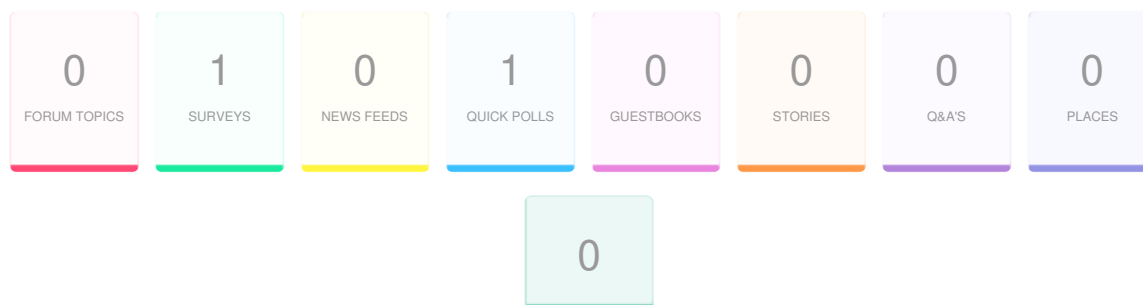 0 1 0 1 0 0 0 0
FORUM TOPICS SURVEYS NEWS FEEDS QUICK POLLS GUESTBOOKS STORIES Q&A'S PLACES
0